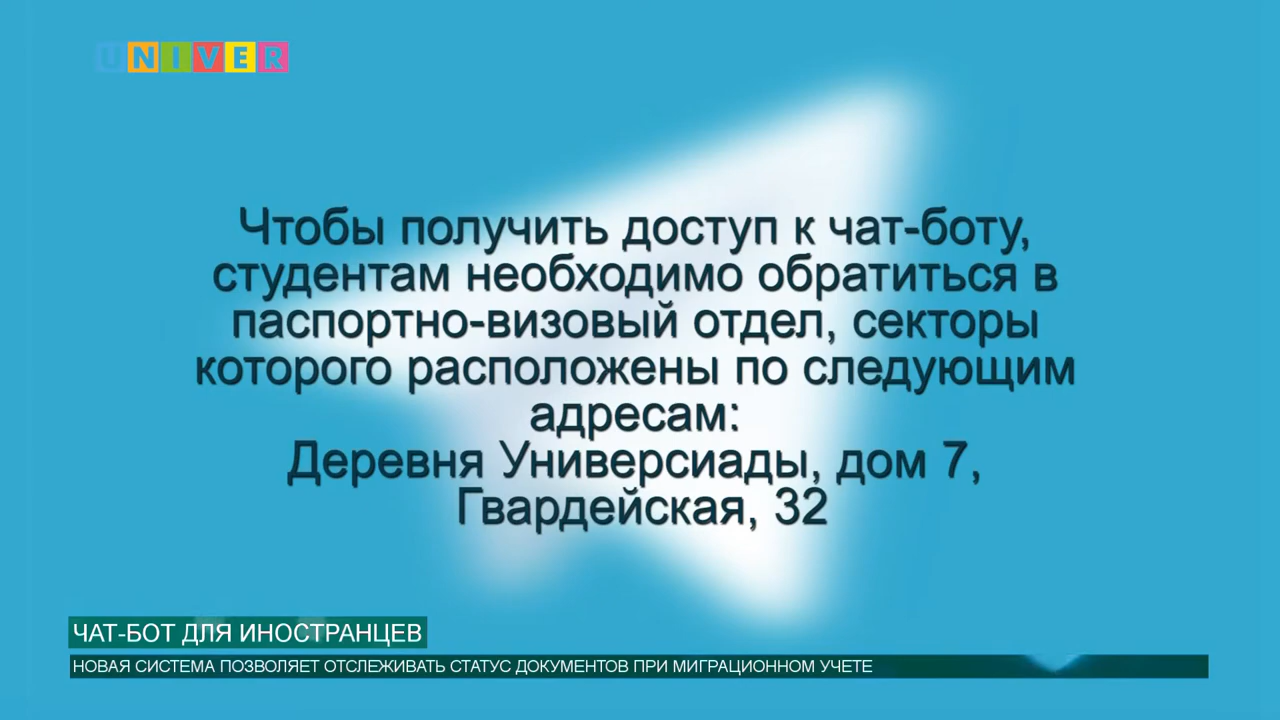 UNIVER
Чтобы получить доступ к чат-боту,
студентам необходимо обратиться в
паспортно-визовый отдел, секторы
которого расположены по следующим
адресам:
Деревня Универсиады, дом 7,
Гвардейская, 32
ЧАТ-БОТ ДЛЯ ИНОСТРАНЦЕВ
НОВАЯ СИСТЕМА ПОЗВОЛЯЕТ ОТСЛЕЖИВАТЬ СТАТУС ДОКУМЕНТОВ ПРИ МИГРАЦИОННОМ УЧЕТЕ